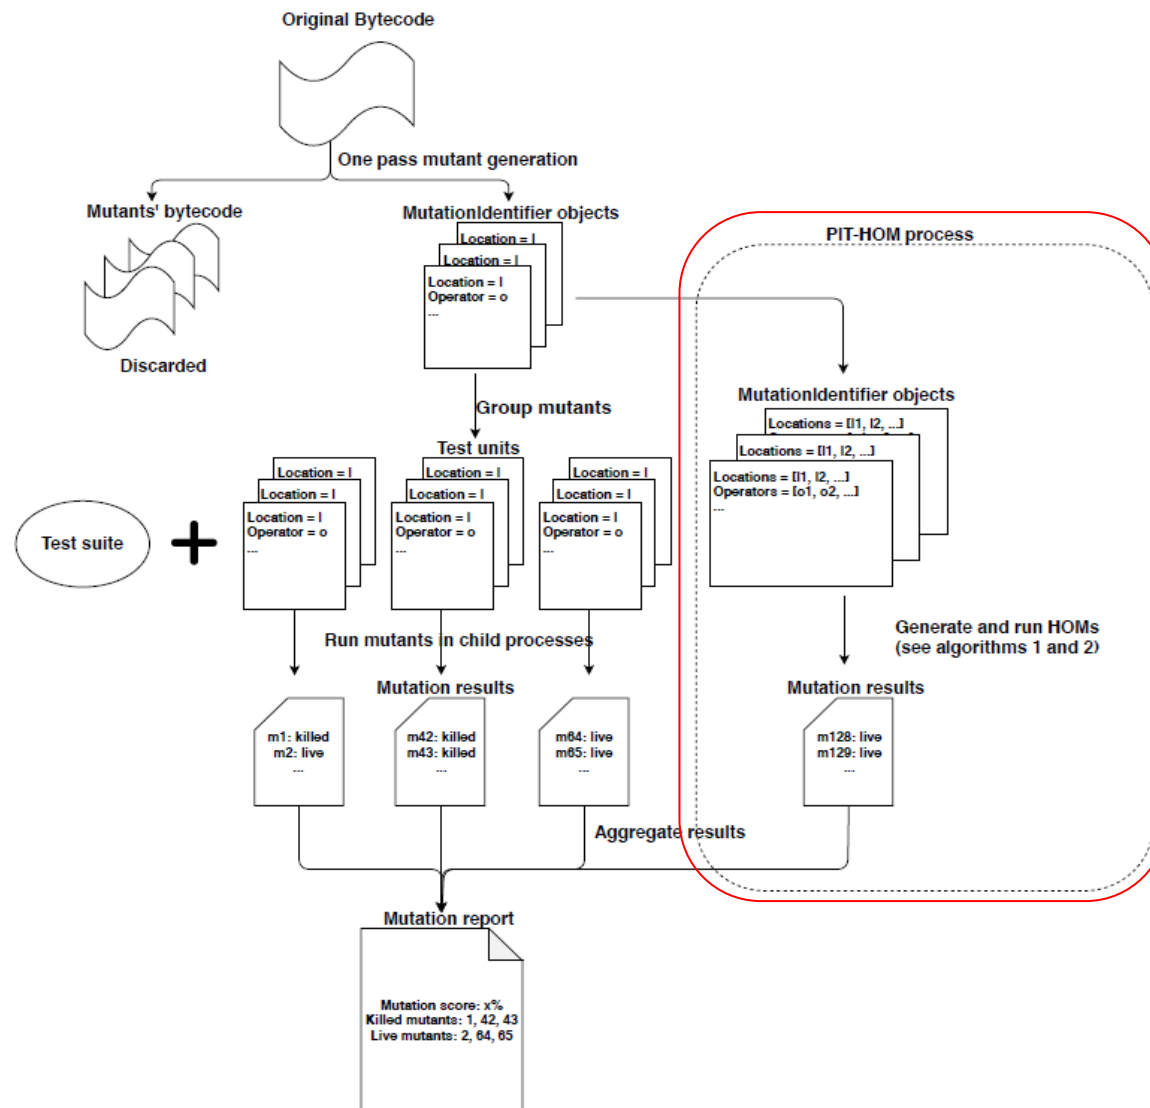 Original Bytecode
One pass mutant generation
Mutants' bytecode
Discarded
MutationIdentifier objects
Location = l
Location = l
Location = l
Operator = o
...
PIT-HOM process
MutationIdentifier objects
Locations = [l1, l2, ...]
Locations = [l1, l2, ...]
Locations = [l1, l2, ...]
Operators = [o1, o2, ...]
...
Group mutants
Test units
Test suite
Location = l
Location = l
Location = l
Operator = o
...
Location = l
Location = l
Location = l
Operator = o
...
Location = l
Location = l
Location = l
Operator = o
...
Run mutants in child processes
Generate and run HOMs
(see algorithms 1 and 2)
Mutation results
m1: killed
m2: live
...
m42: killed
m43: killed
...
m64: live
m65: live
...
Mutation results
m128: live
m129: live
...
Aggregate results
Mutation report
Mutation score: x%
Killed mutants: 1, 42, 43
Live mutants: 2, 64, 65